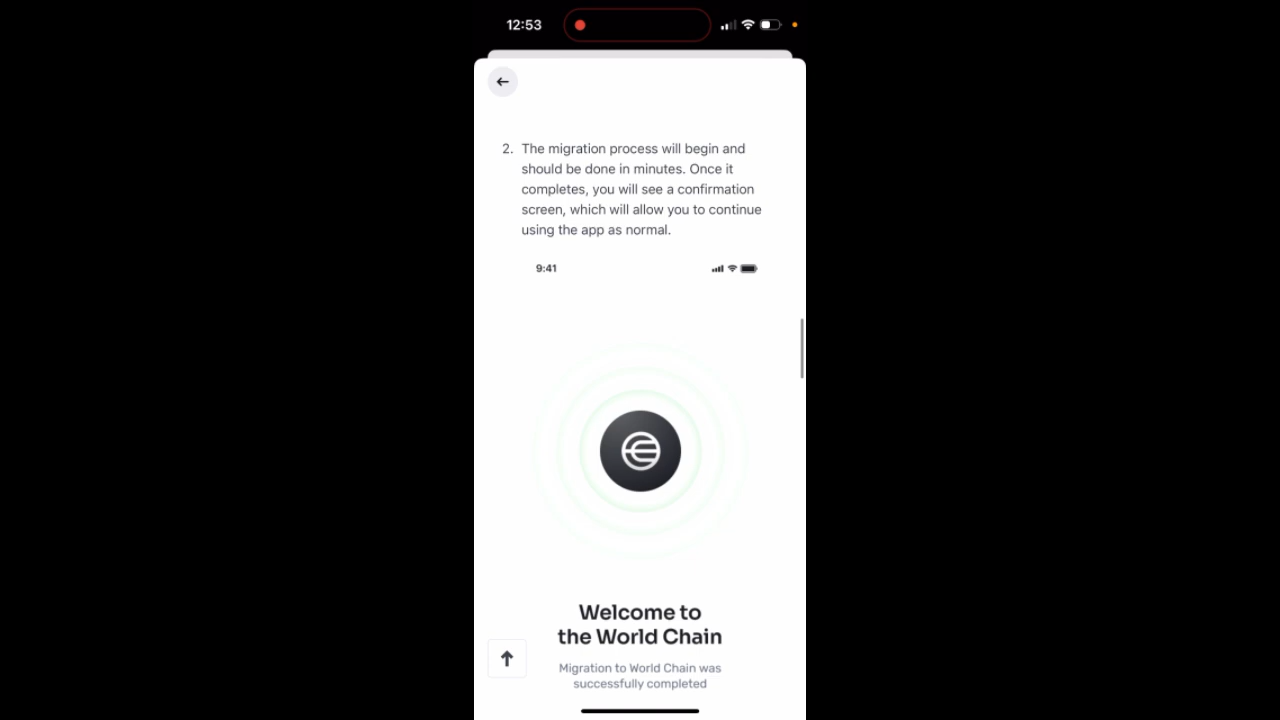 12:53
2. The migration process will begin and
should be done in minutes. Once it
completes, you will see a confirmation
screen, which will allow you to continue
using the app as normal.
9:41
Welcome to
the World Chain
Migration to World Chain was
successfully completed